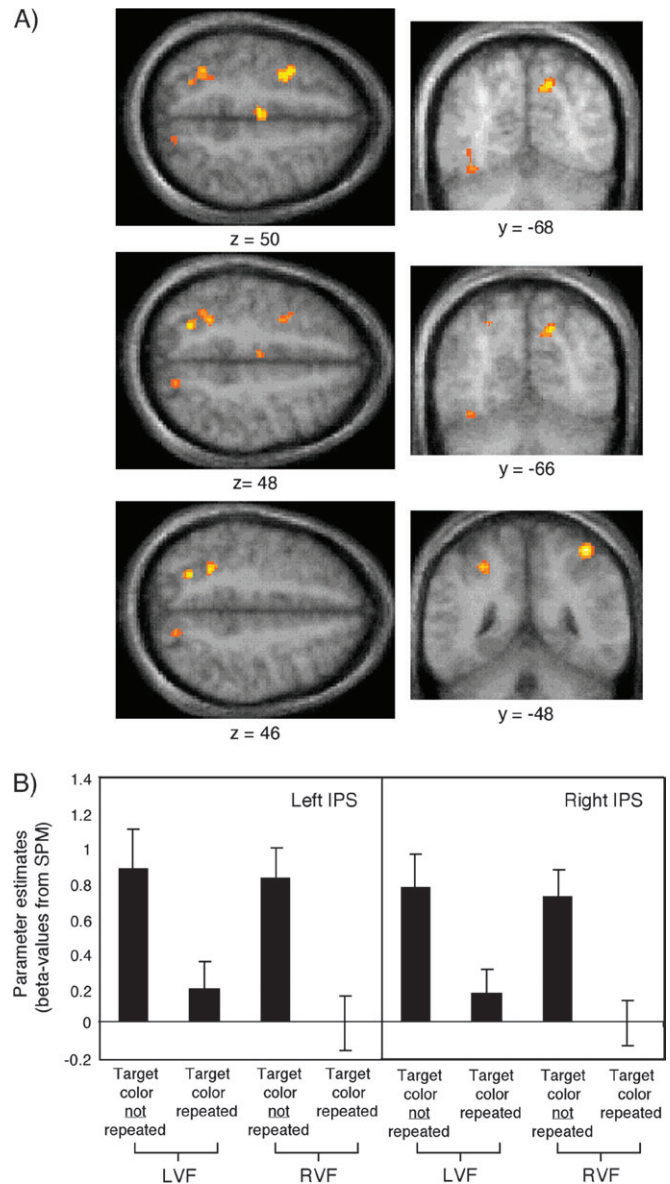 A)
z = 50
y = -68
z= 48
y = -66
z = 46
y = -48
B)
Parameter estimates
(beta-values from SPM)
1.4
1.2
1
0.8
0.6
0.4
0.2
0
-0.2
Left IPS
Right IPS
Target color not repeated
Target color repeated
Target color not repeated
Target color repeated
Target color not repeated
Target color repeated
Target color not repeated
Target color repeated
LVF
RVF
LVF
RVF